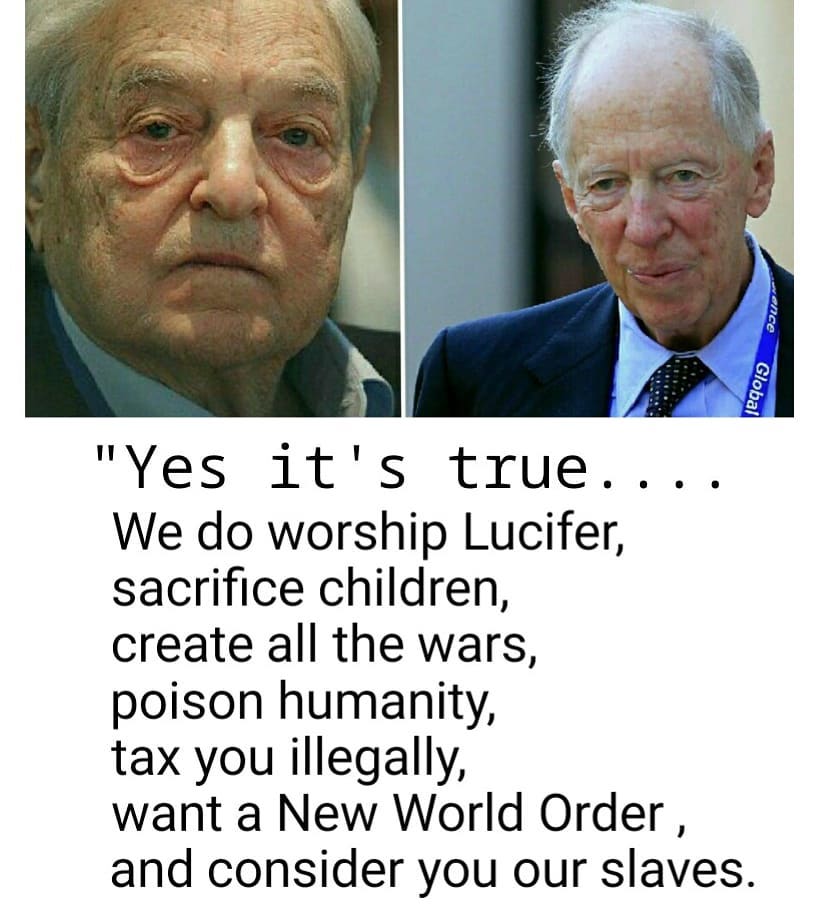 ence
Global
"Yes it's true....
We do worship Lucifer,
sacrifice children,
create all the wars,
poison humanity,
tax you illegally,
want a New World Order ,
and consider you our slaves.